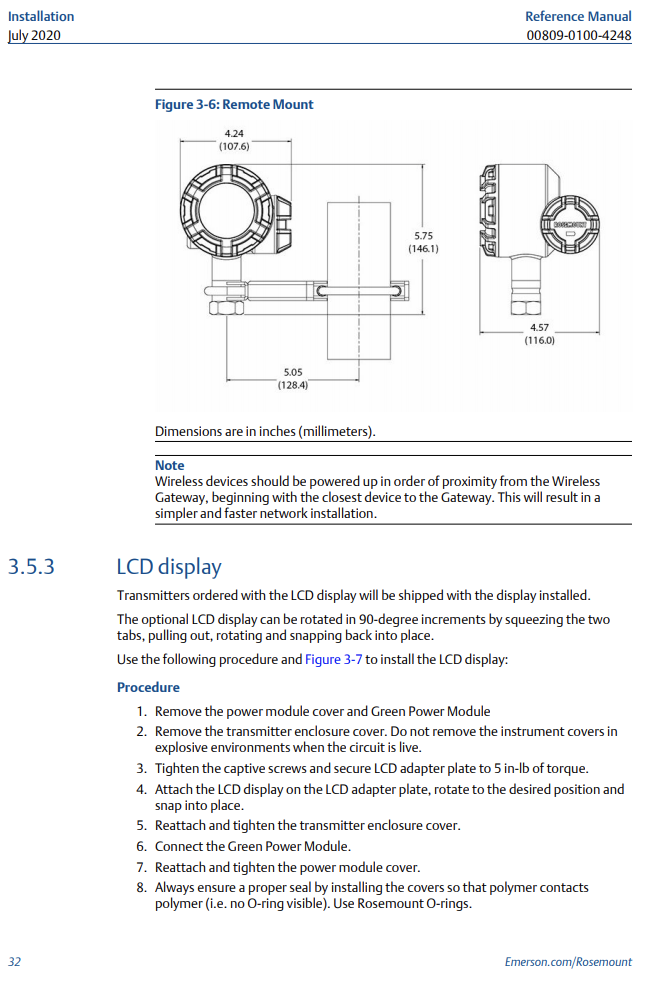 Installation
Reference Manual
July 2020
00809-0100-4248
Figure 3-6: Remote Mount
4.24
(107.6)
5.75
(146.1)
ROSEMOUNT
4.57
(116.0)
5.05
(128.4)
Dimensions are in inches (millimeters).
Note
Wireless devices should be powered up in order of proximity from the Wireless
Gateway, beginning with the closest device to the Gateway. This will result in a
simpler and faster network installation.
3.5.3 LCD display
Transmitters ordered with the LCD display will be shipped with the display installed.
The optional LCD display can be rotated in 90-degree increments by squeezing the two
tabs, pulling out, rotating and snapping back into place.
Use the following procedure and Figure 3-7 to install the LCD display:
Procedure
1. Remove the power module cover and Green Power Module
2. Remove the transmitter enclosure cover. Do not remove the instrument covers in
explosive environments when the circuit is live.
3. Tighten the captive screws and secure LCD adapter plate to 5 in-lb of torque.
4. Attach the LCD display on the LCD adapter plate, rotate to the desired position and
snap into place.
5. Reattach and tighten the transmitter enclosure cover.
6. Connect the Green Power Module.
7. Reattach and tighten the power module cover.
8. Always ensure a proper seal by installing the covers so that polymer contacts
polymer (i.e. no O-ring visible). Use Rosemount O-rings.
32
Emerson.com/Rosemount